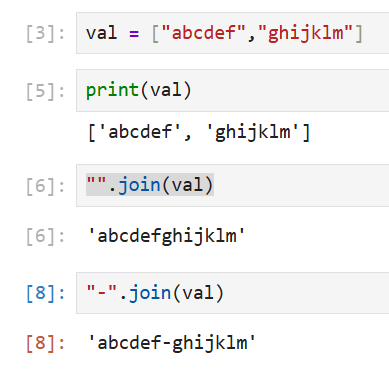 [3]: val = ["abcdef","ghijklm"]
[5]: print(val)
['abcdef', 'ghijklm']
[6]: "".join(val)
[6]: 'abcdefghijklm'
[8]: "-".join(val)
[8]: 'abcdef-ghijklm'